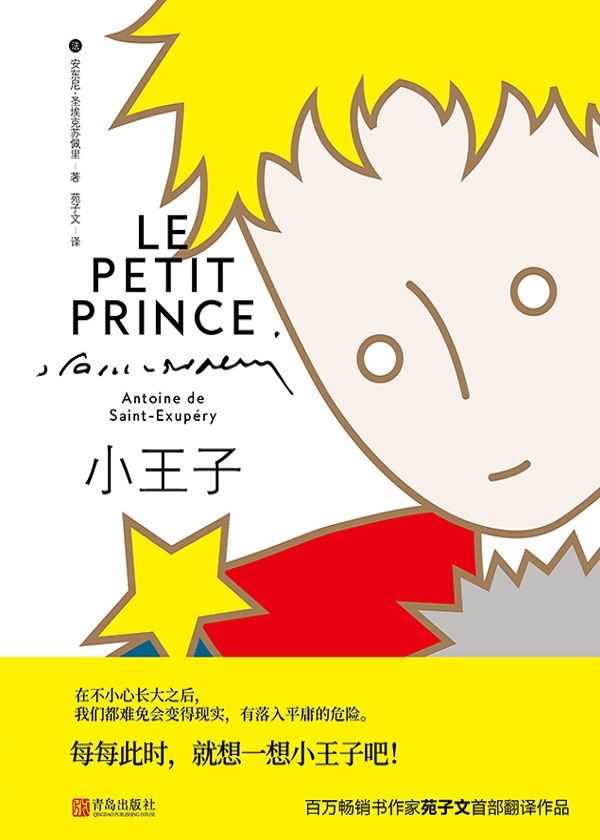 法 安东尼·圣埃克苏佩里 | 著 苑子文 | 译
LE
PETIT
PRINCE
Antoine de
Saint-Exupéry
小王子
在不小心长大之后,
我们都难免会变得现实,有落入平庸的危险。
每每此时,就想一想小王子吧!
青岛出版社
QINGDAO PUBLISHING HOUSE
百万畅销书作家苑子文首部翻译作品